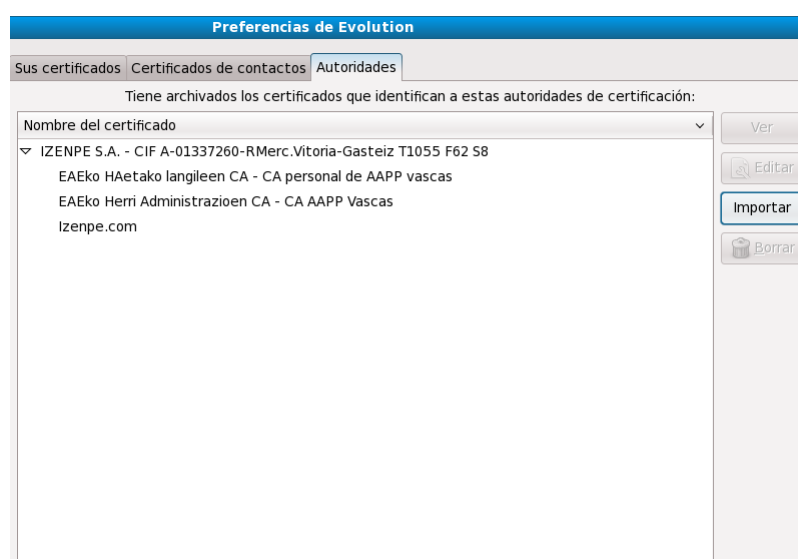 Preferencias de Evolution
Sus certificados Certificados de contactos Autoridades
Tiene archivados los certificados que identifican a estas autoridades de certificación:
Nombre del certificado
Ver
IZENPE S.A. - CIF A-01337260-RMerc.Vitoria-Gasteiz T1055 F62 S8
EAEko HAetako langileen CA - CA personal de AAPP vascas
Editar
EAEko Herri Administrazioen CA - CA AAPP Vascas
Importar
Izenpe.com
Borrar